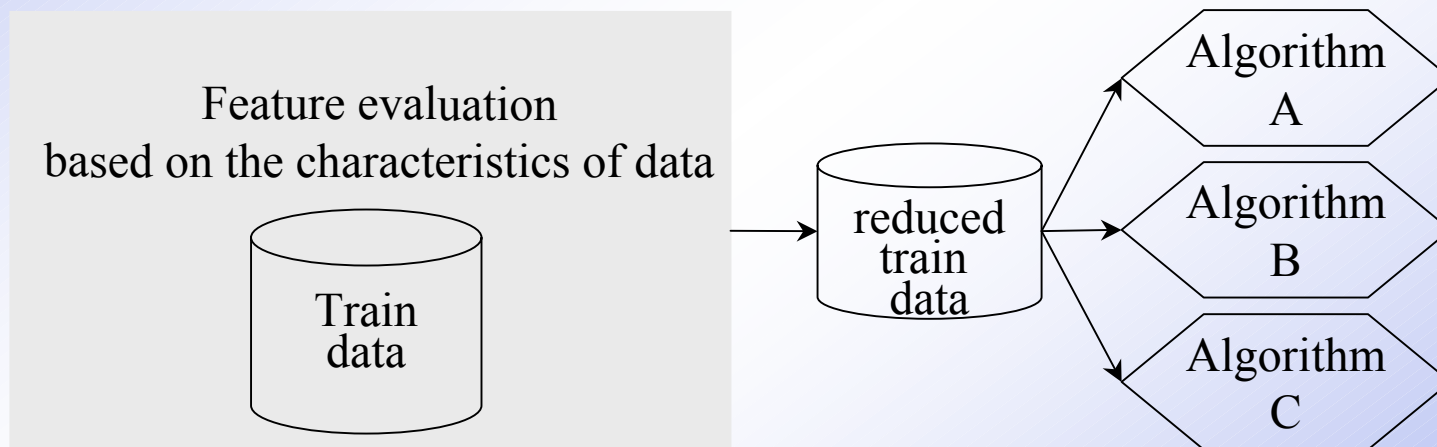 Feature evaluation
based on the characteristics of data
Train
data
reduced
train
data
Algorithm
A
Algorithm
B
Algorithm
C